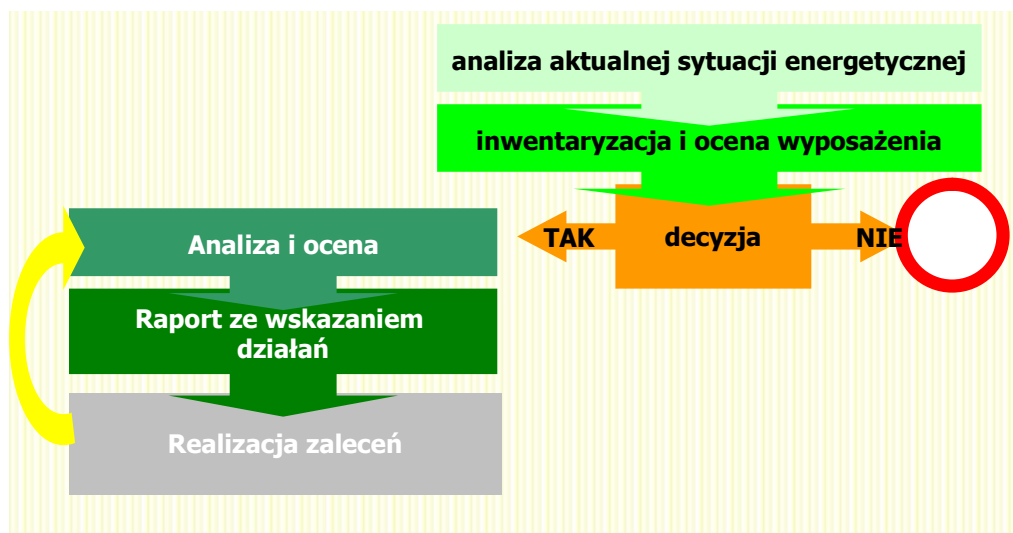 analiza aktualnej sytuacji energetycznej
inwentaryzacja i ocena wyposażenia
TAK
decyzja
NIE
Analiza i ocena
Raport ze wskazaniem
działań
Realizacja zaleceń